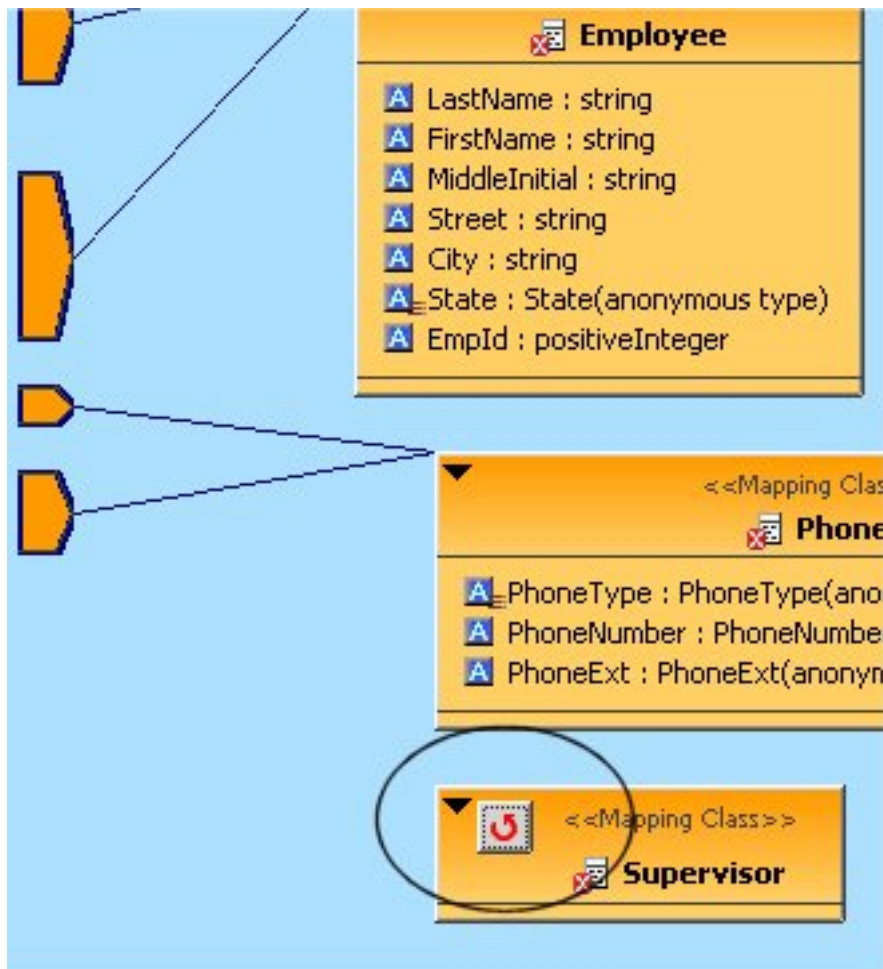 Employee
LastName : string
FirstName : string
MiddleInitial : string
Street : string
City : string
State : State(anonymous type)
EmpId : positiveInteger
<<Mapping Clas
Phone
PhoneType : PhoneType(ano
PhoneNumber : PhoneNumbe
PhoneExt : PhoneExt(anonym
<<Mapping Class>>
Supervisor